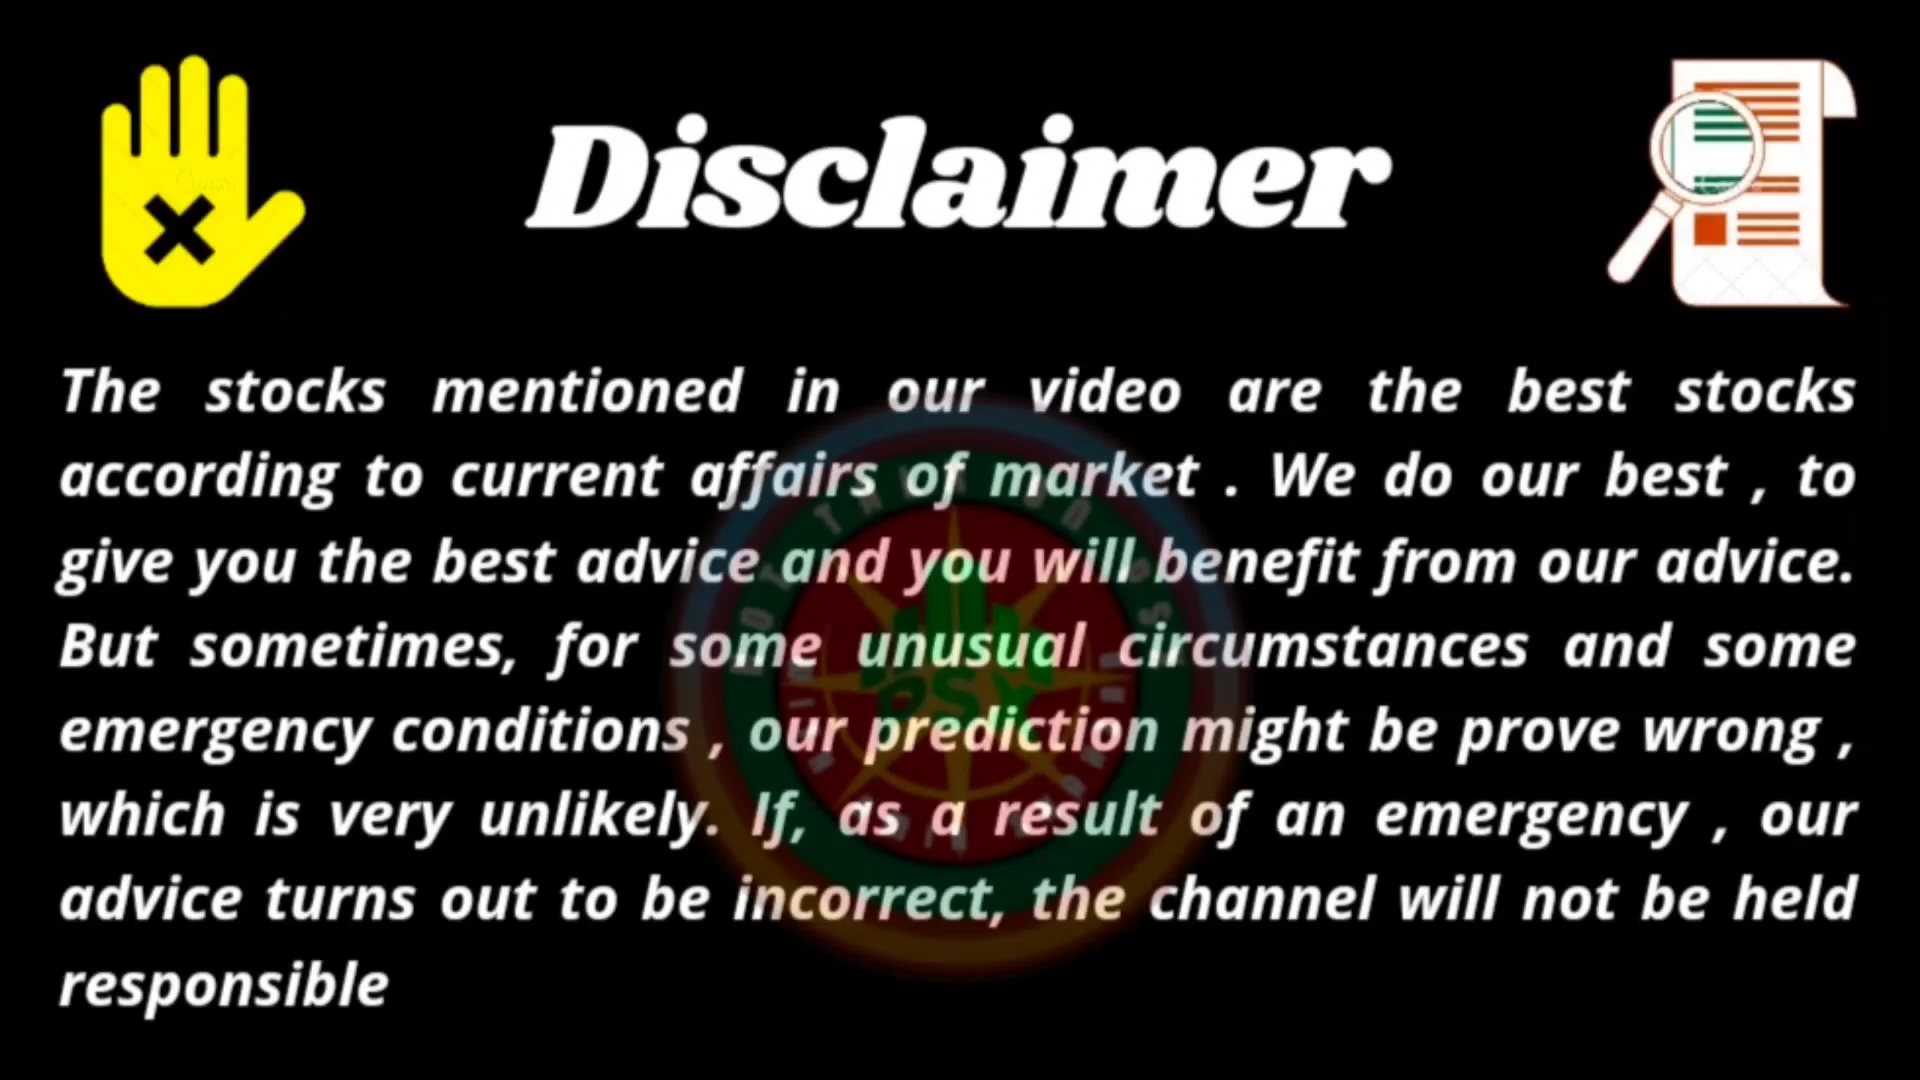 Disclaimer
The stocks mentioned in our video are the best stocks
according to current affairs of market . We do our best , to
give you the best advice and you will benefit from our advice.
But sometimes, for some unusual circumstances and some
emergency conditions , our prediction might be prove wrong ,
which is very unlikely. If, as a result of an emergency , our
advice turns out to be incorrect, the channel will not be held
responsible
PSX